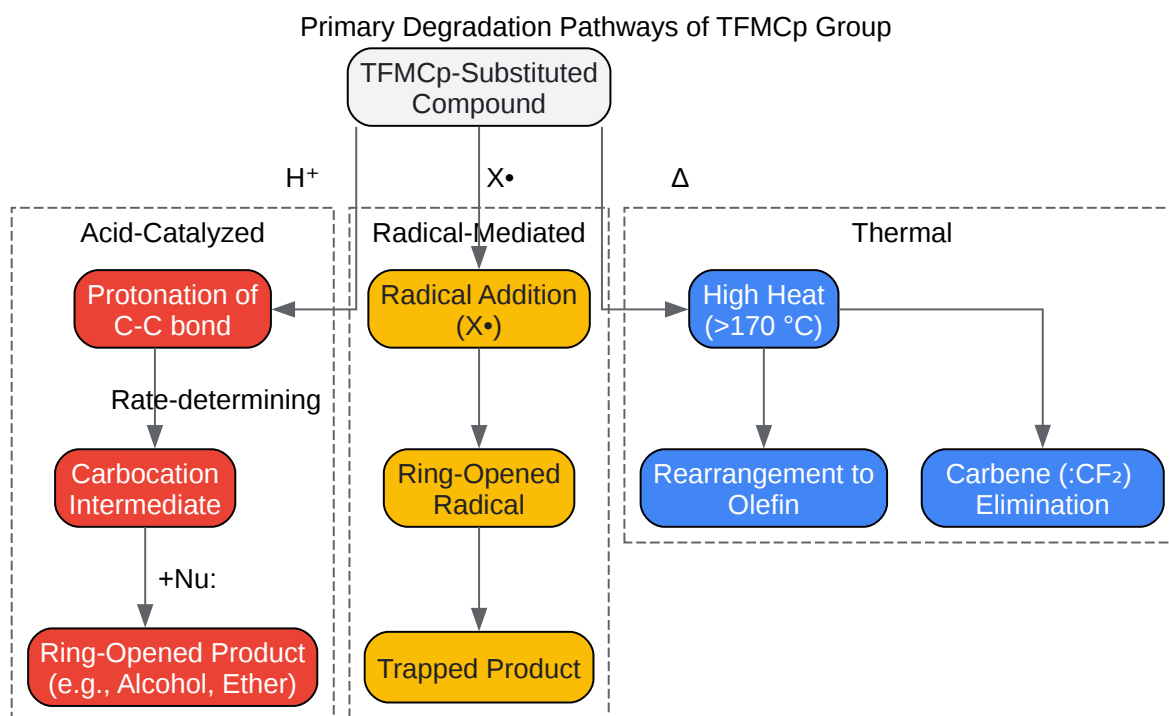 Primary Degradation Pathways of TFMCp Group
TFMCp-Substituted
Compound
H⁺
X•
Δ
Acid-Catalyzed
Radical-Mediated
Thermal
Protonation of
C-C bond
Radical Addition
(X•)
High Heat
(>170 °C)
Rate-determining
Carbocation
Intermediate
Ring-Opened
Radical
Rearrangement to
Olefin
Carbene (:CF₂)
Elimination
+Nu:
Ring-Opened Product
(e.g., Alcohol, Ether)
Trapped Product